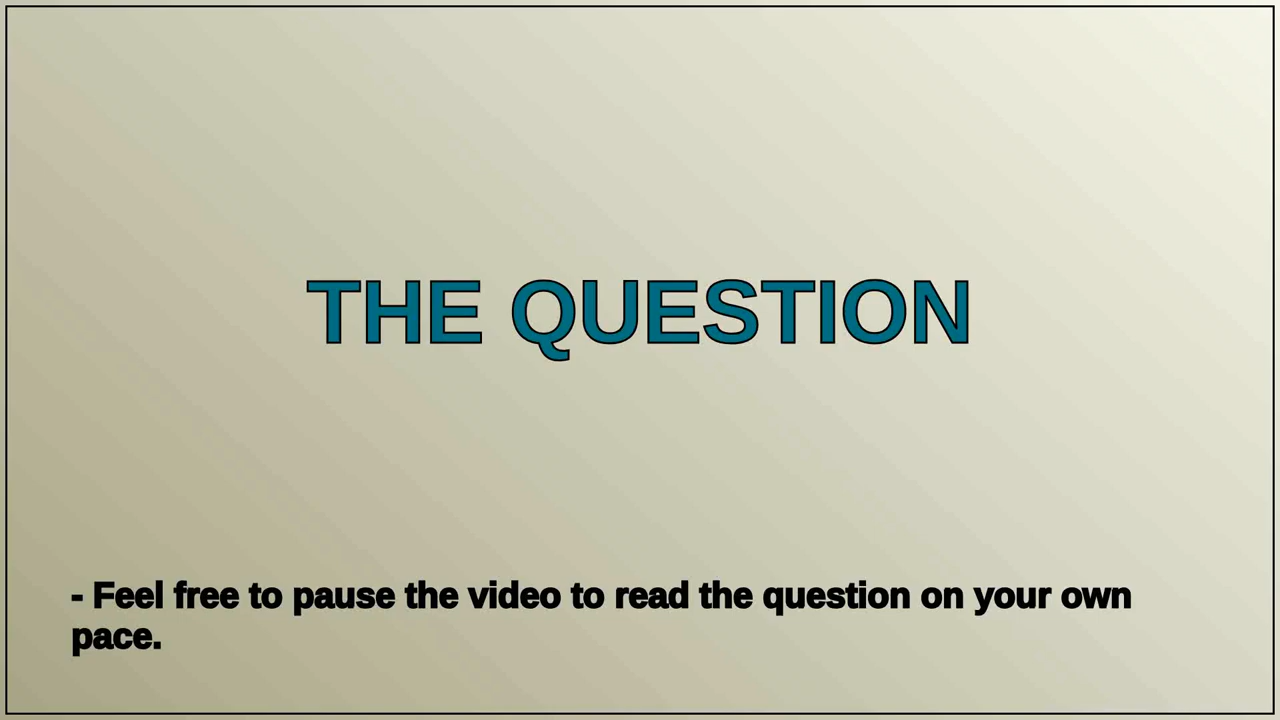 THE QUESTION
- Feel free to pause the video to read the question on your own
pace.